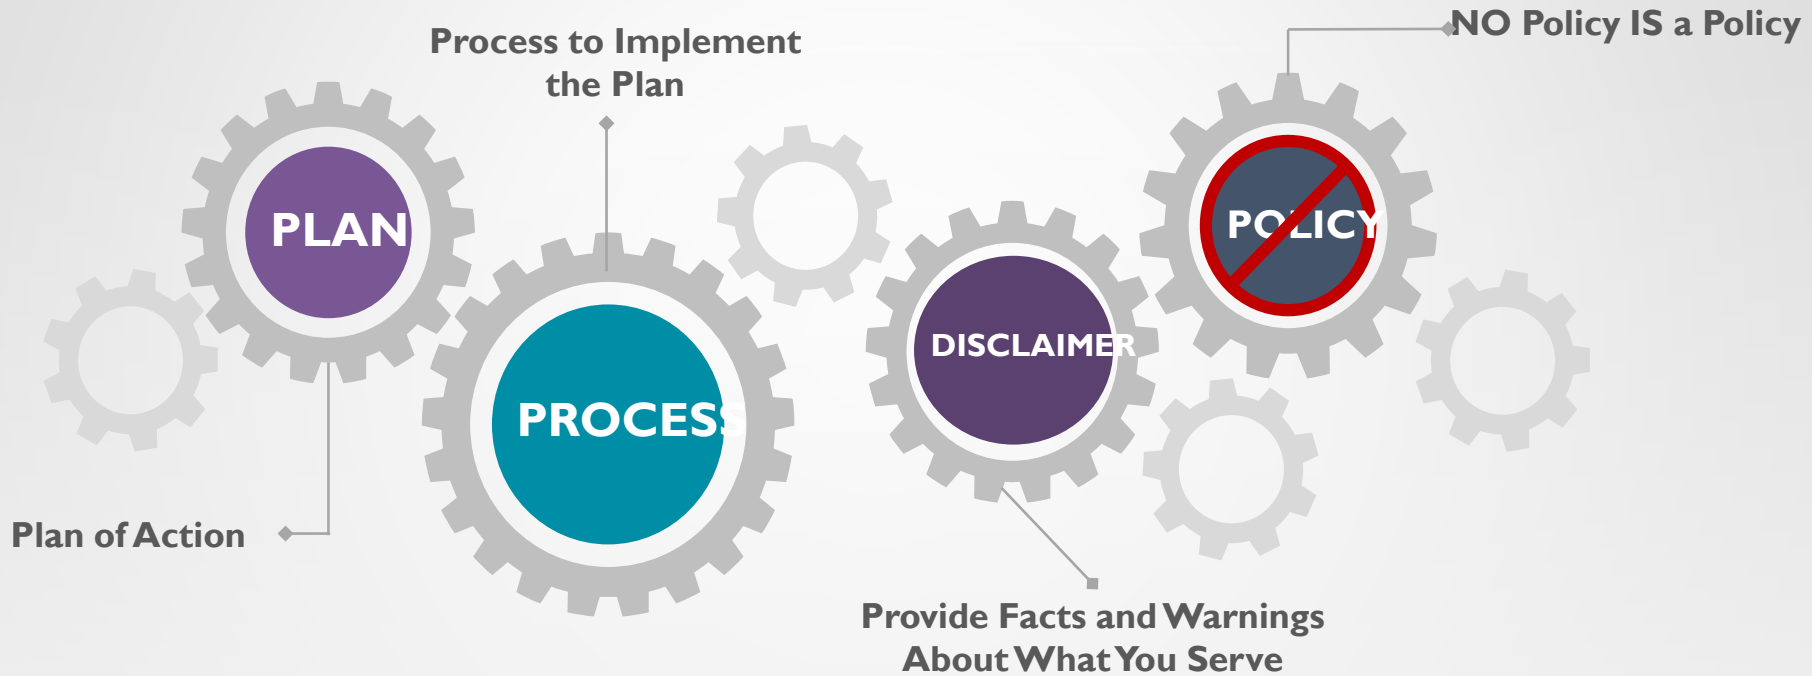 Process to Implement
the Plan
NO Policy IS a Policy
PLAN
POLICY
DISCLAIMER
PROCESS
Plan of Action
Provide Facts and Warnings
About What You Serve